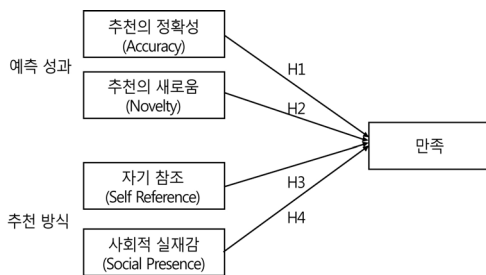 추천의 정확성
(Accuracy)
예측 성과
H1
추천의 새로움
(Novelty)
H2
만족
자기 참조
(Self Reference)
H3
추천 방식
H4
사회적 실재감
(Social Presence)